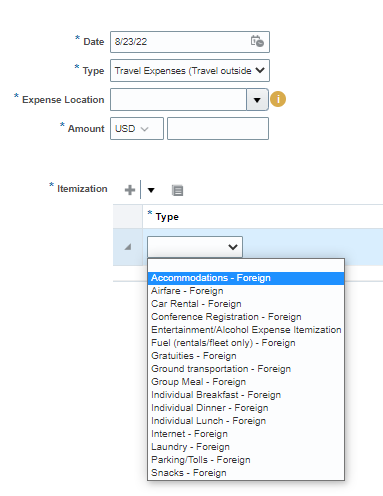 * Date 8/23/22
* Type Travel Expenses (Travel outside
* Expense Location i
* Amount USD
* Itemization
* Type
Accommodations - Foreign
Airfare - Foreign
Car Rental - Foreign
Conference Registration - Foreign
Entertainment/Alcohol Expense Itemization
Fuel (rentals/fleet only) - Foreign
Gratuities - Foreign
Ground transportation - Foreign
Group Meal - Foreign
Individual Breakfast - Foreign
Individual Dinner - Foreign
Individual Lunch - Foreign
Internet - Foreign
Laundry - Foreign
Parking/Tolls - Foreign
Snacks - Foreign